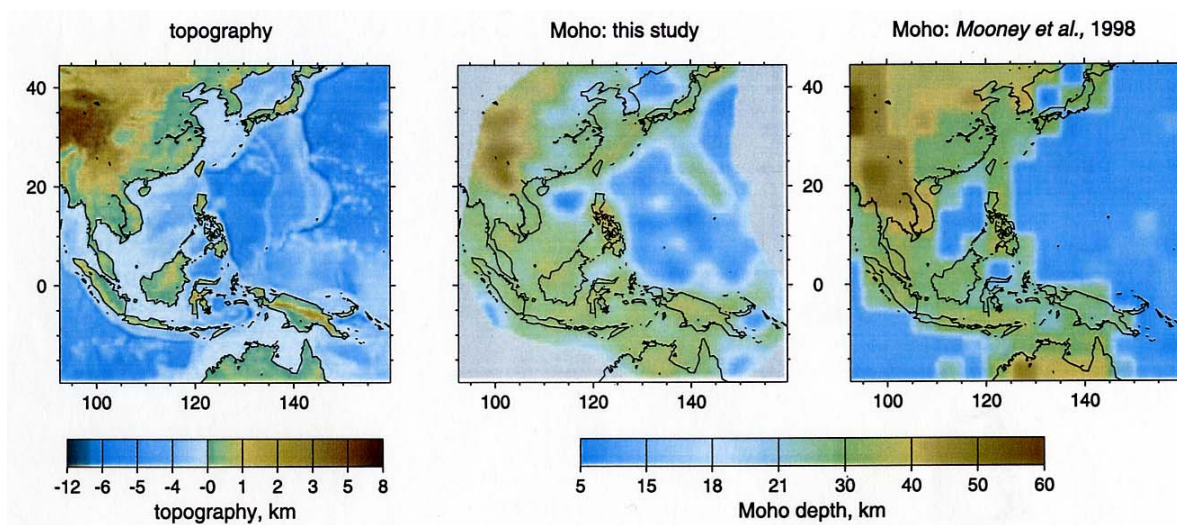 topography
Moho: this study
Moho: Mooney et al., 1998
40
20
0
100
120
140
100
120
140
40
20
0
100
120
140
-12 -6 -5 -4 -2 -0 1 2 3 5 8
topography, km
5 15 18 21 30 40 50 60
Moho depth, km